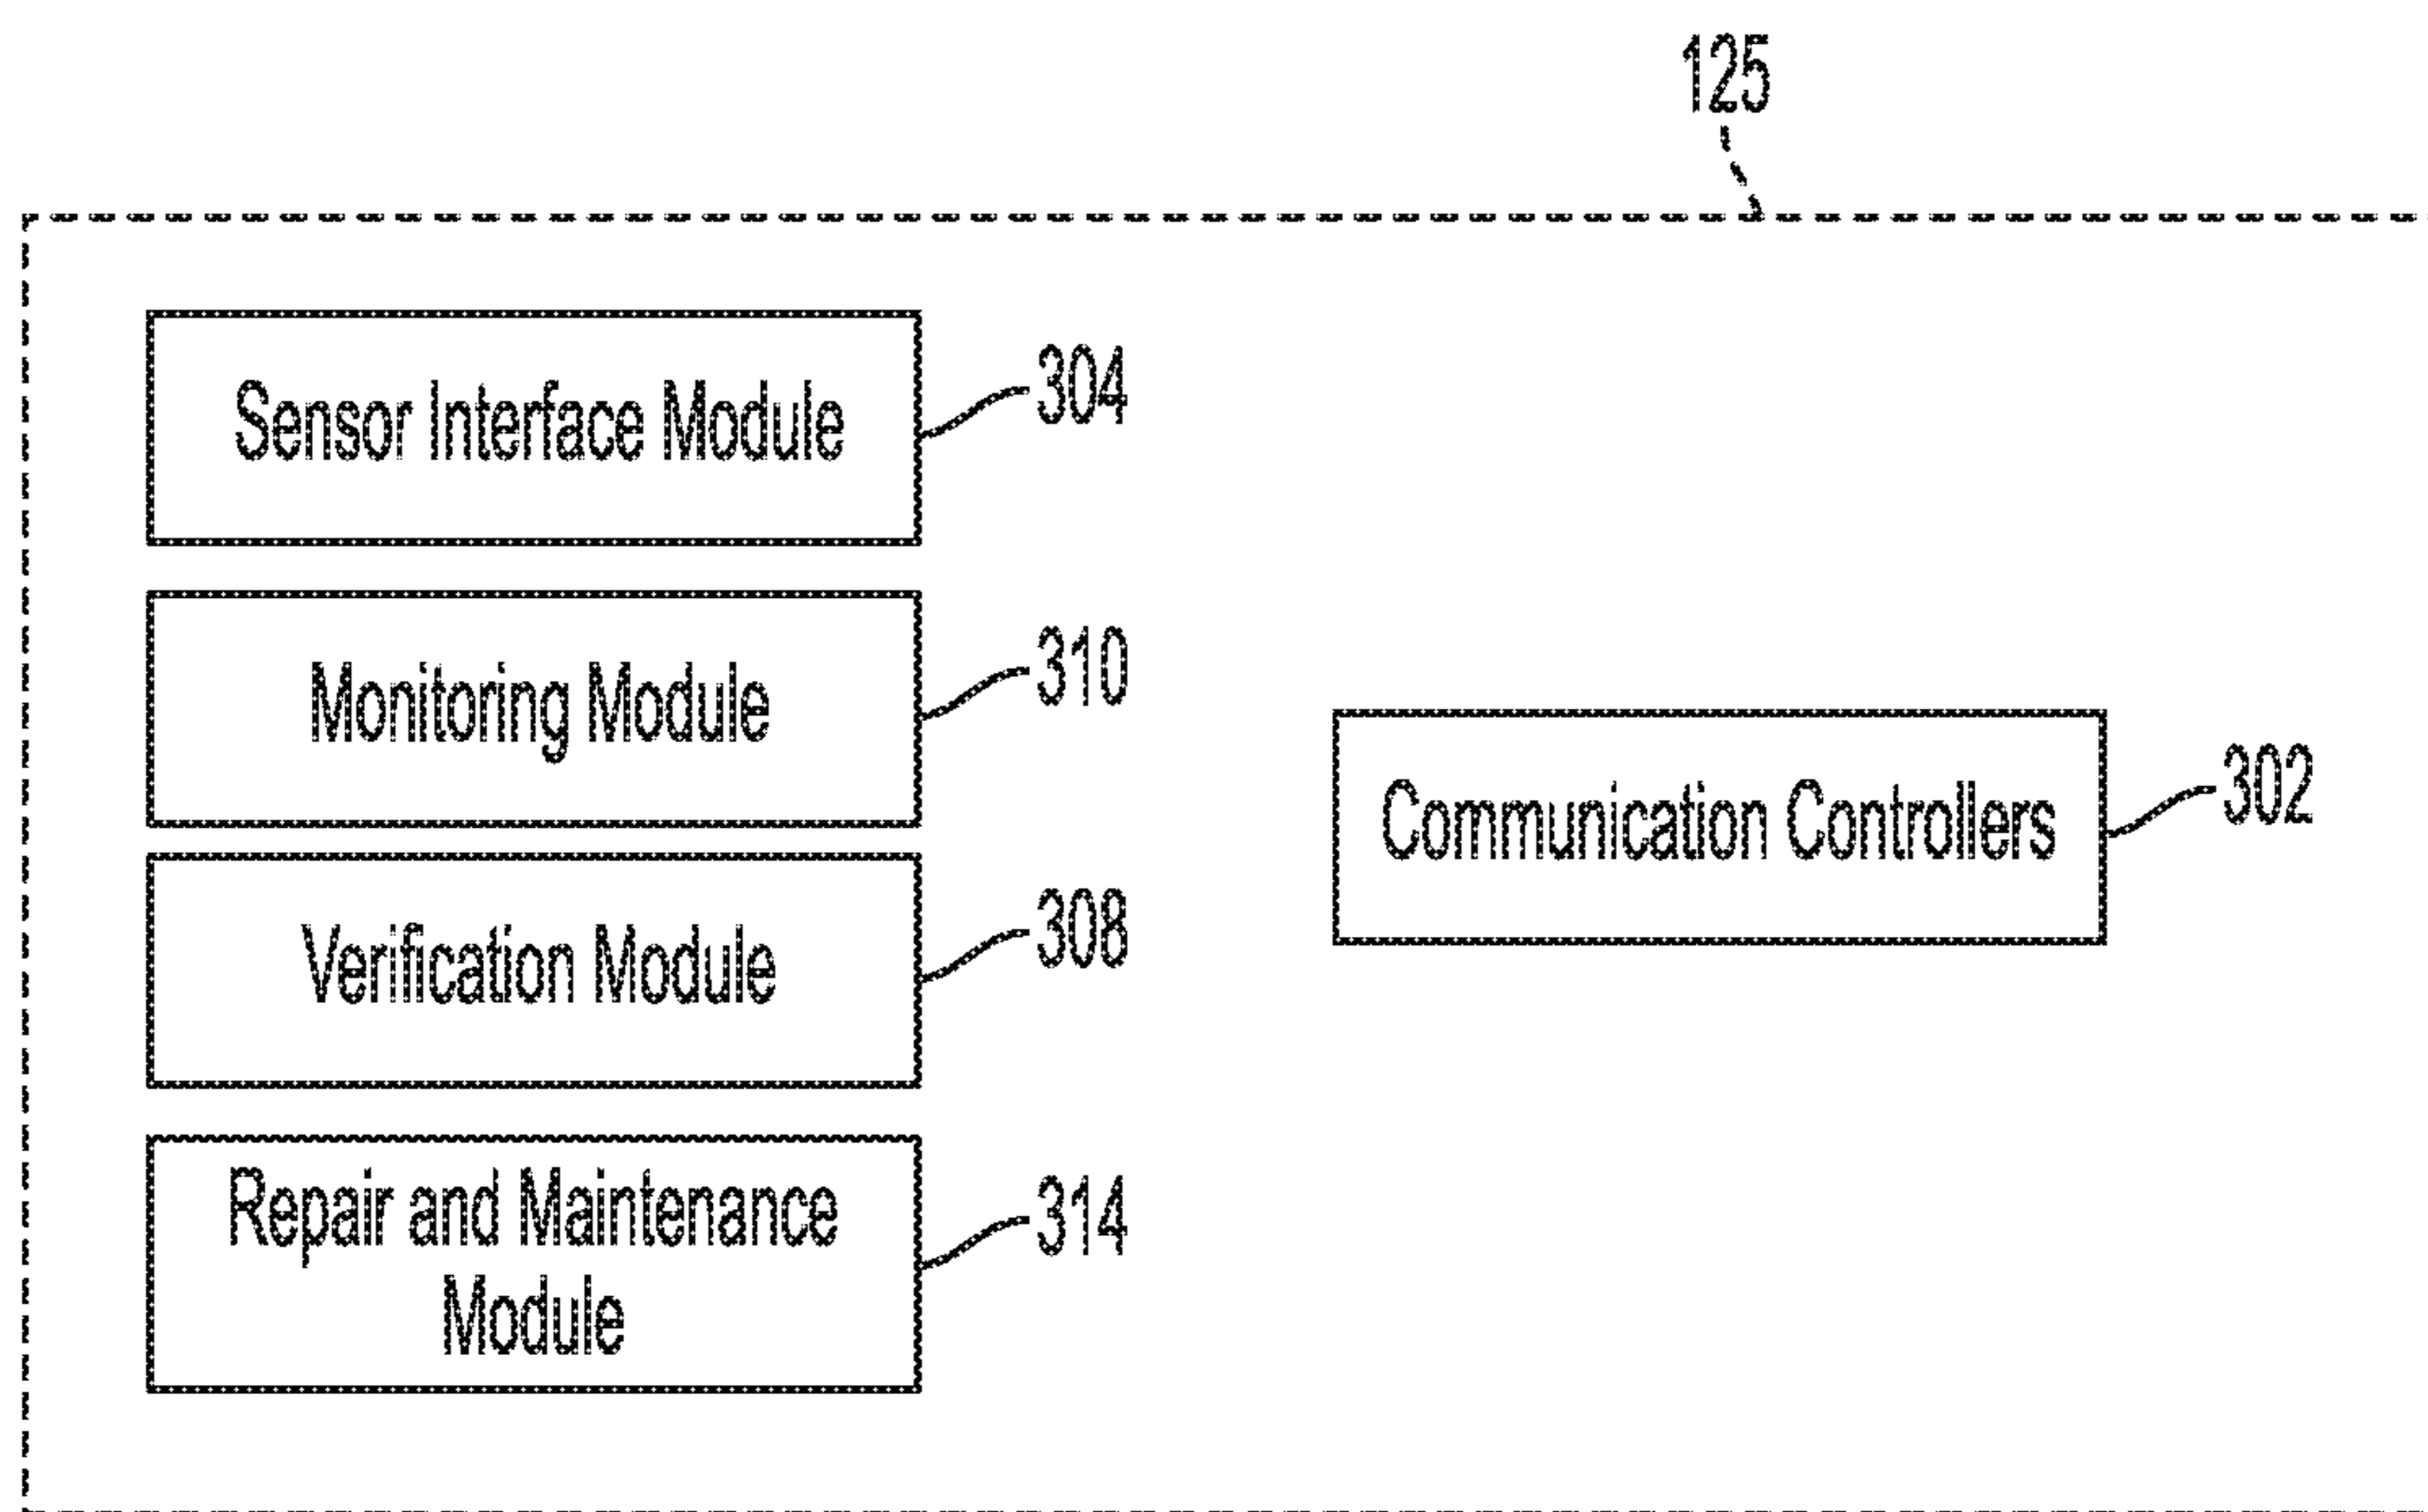 125
Sensor Interface Module
304
Monitoring Module
310
Communication Controllers
302
Verification Module
308
Repair and Maintenance
Module
314